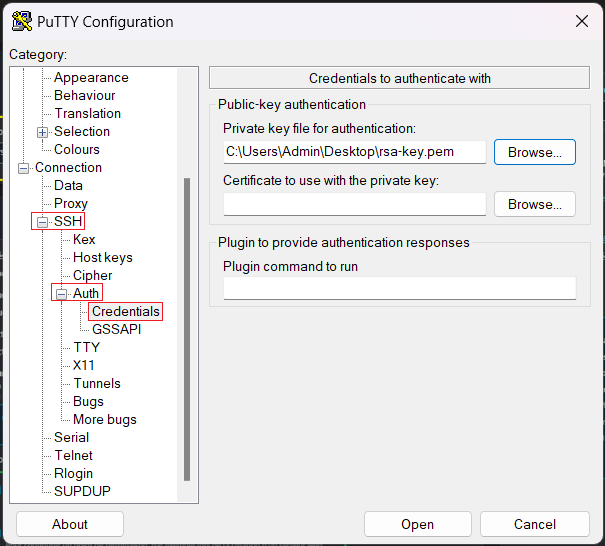 PuTTY Configuration
Category:
Appearance
Behaviour
Translation
Selection
Colours
Connection
Data
Proxy
SSH
Kex
Host keys
Cipher
Auth
Credentials
GSSAPI
TTY
X11
Tunnels
Bugs
More bugs
Serial
Telnet
Rlogin
SUPDUP
Credentials to authenticate with
Public-key authentication
Private key file for authentication:
C:\Users\Admin\Desktop\rsa-key.pem Browse...
Certificate to use with the private key:
Browse...
Plugin to provide authentication responses
Plugin command to run
About Open Cancel